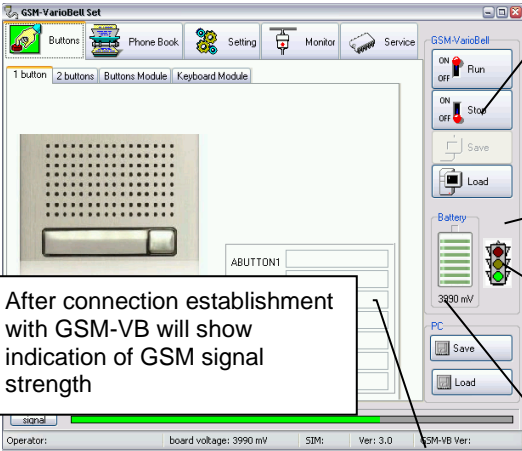 GSM-VarioBell Set
Buttons
Phone Book
Setting
Monitor
Service
1 button
2 buttons
Buttons Module
Keyboard Module
ABUTTON1
After connection establishment
with GSM-VB will show
indication of GSM signal
strength
GSM-VarioBell
ON
OFF
Run
ON
OFF
Stop
Save
Load
Battery
3990 mV
PC
Save
Load
signal
Operator:
board voltage: 3990 mV
SIM:
Ver: 3.0
GSM-VB Ver: